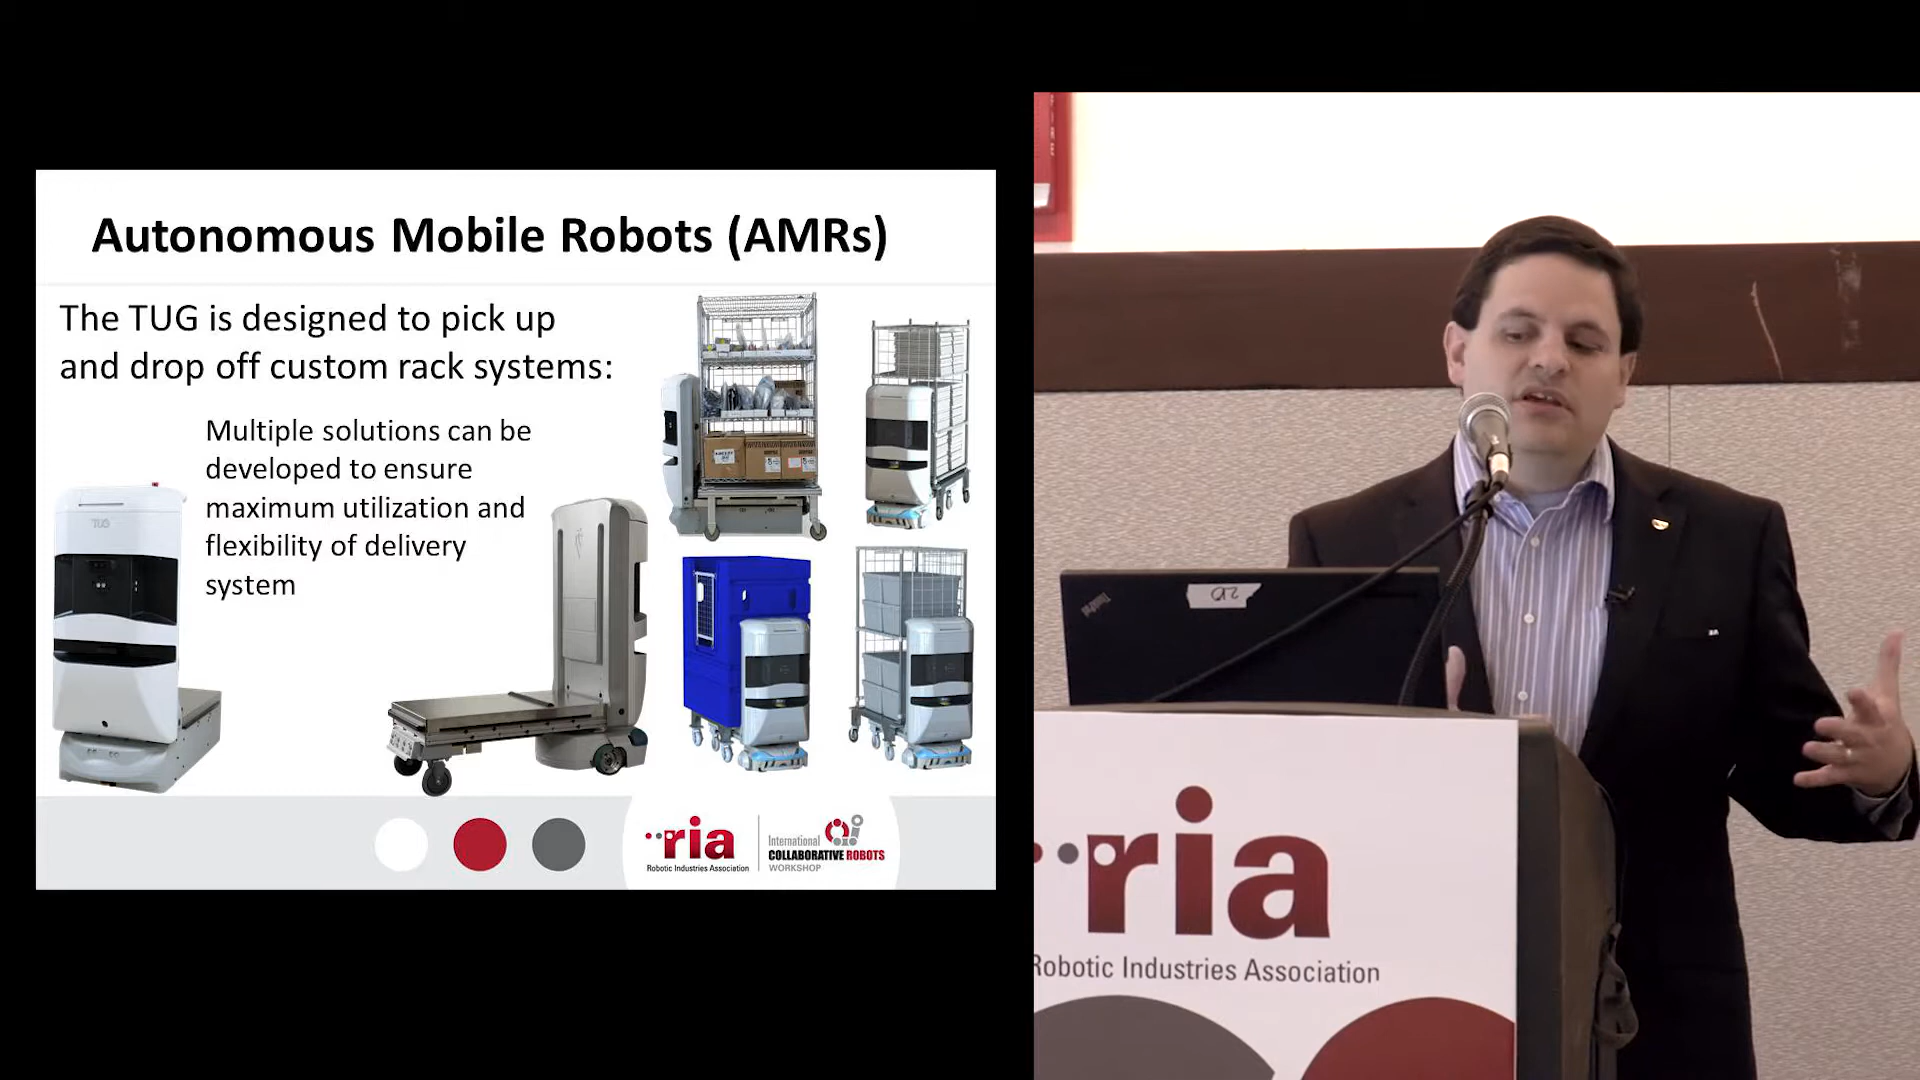 Autonomous Mobile Robots (AMRs)
The TUG is designed to pick up
and drop off custom rack systems:
Multiple solutions can be
developed to ensure
maximum utilization and
flexibility of delivery
system
TUG
ria
Robotic Industries Association
International
COLLABORATIVE ROBOTS
WORKSHOP
ThinkPad
ria
Robotic Industries Association